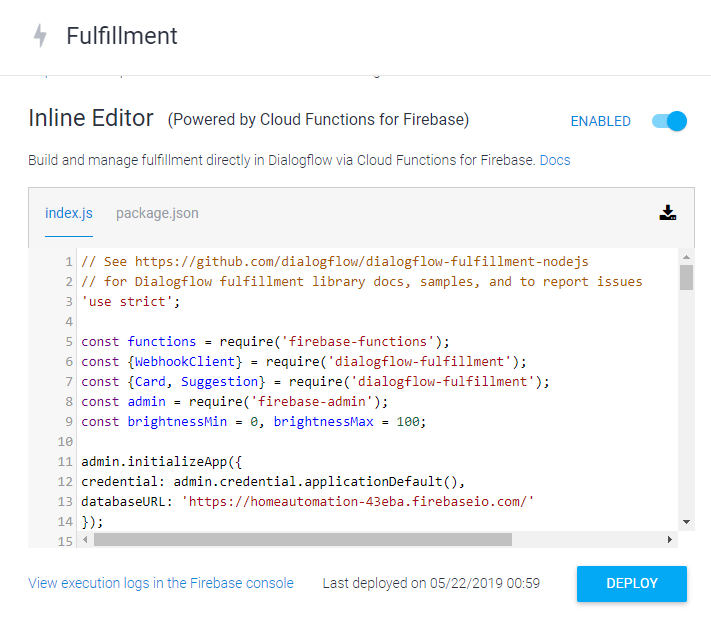 Fulfillment
Inline Editor (Powered by Cloud Functions for Firebase) ENABLED
Build and manage fulfillment directly in Dialogflow via Cloud Functions for Firebase. Docs
index.js package.json
1 // See https://github.com/dialogflow/dialogflow-fulfillment-nodejs
2 // for Dialogflow fulfillment library docs, samples, and to report issues
3 'use strict';
4
5 const functions = require('firebase-functions');
6 const {WebhookClient} = require('dialogflow-fulfillment');
7 const {Card, Suggestion} = require('dialogflow-fulfillment');
8 const admin = require('firebase-admin');
9 const brightnessMin = 0, brightnessMax = 100;
10
11 admin.initializeApp({
12 credential: admin.credential.applicationDefault(),
13 databaseURL: 'https://homeautomation-43eba.firebaseio.com/'
14 });
15
View execution logs in the Firebase console Last deployed on 05/22/2019 00:59 DEPLOY